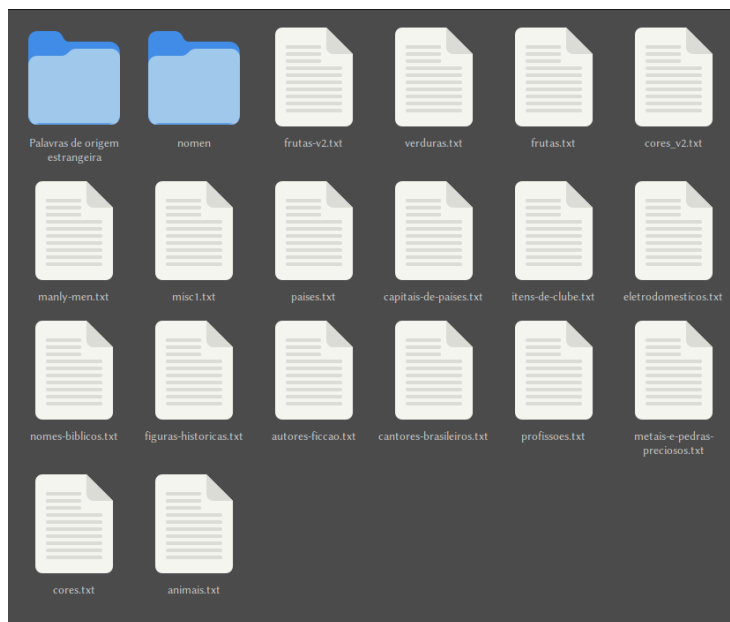 Palavras de origem
estrangeira
nomen
frutas-v2.txt
verduras.txt
frutas.txt
cores_v2.txt
manly-men.txt
misc1.txt
paises.txt
capitais-de-paises.txt
itens-de-clube.txt
eletrodomesticos.txt
nomes-biblicos.txt
figuras-historicas.txt
autores-ficcao.txt
cantores-brasileiros.txt
profissoes.txt
metais-e-pedras-
preciosos.txt
cores.txt
animais.txt